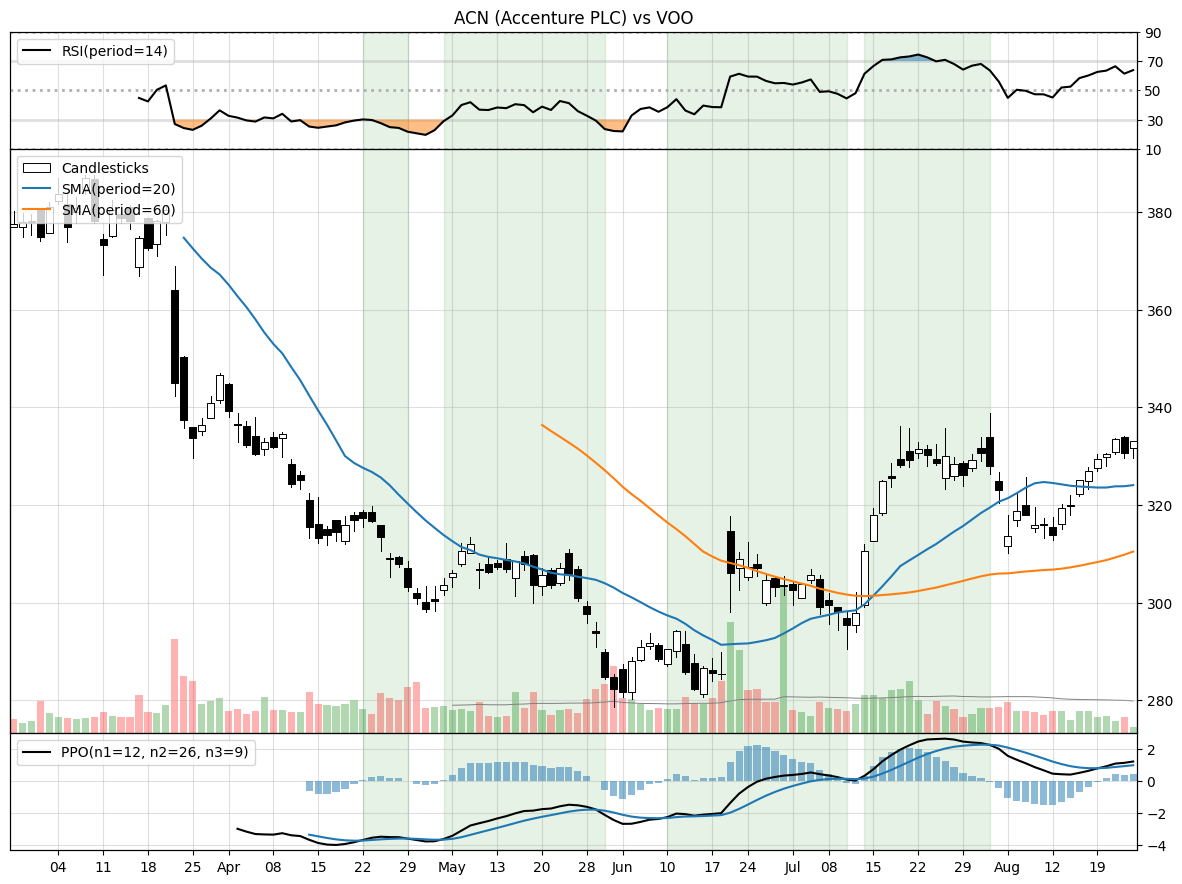 ACN (Accenture PLC) vs VOO
RSI(period=14)
90
70
50
30
10
Candlesticks
SMA(period=20)
SMA(period=60)
380
360
340
320
300
280
PPO(n1=12, n2=26, n3=9)
2
0
−2
−4
04 11 18 25 Apr 08 15 22 29 May 13 20 28 Jun 10 17 24 Jul 08 15 22 29 Aug 12 19